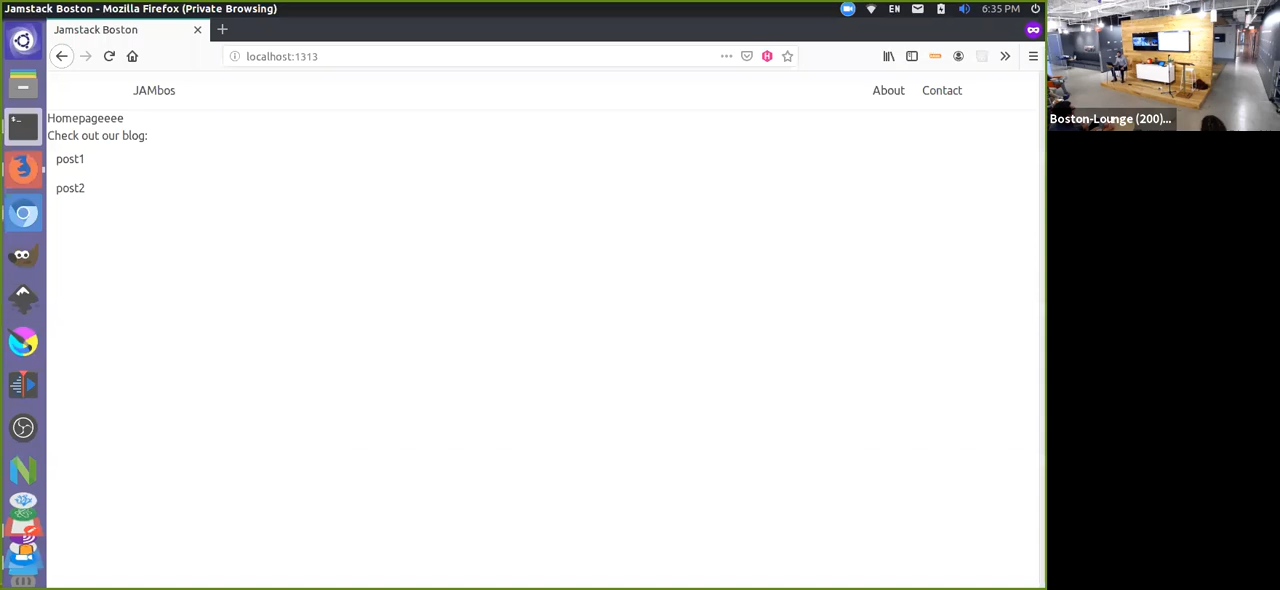 Jamstack Boston - Mozilla Firefox (Private Browsing)
EN
6:35 PM
Jamstack Boston
localhost:1313
JAMbos
About
Contact
Homepageeee
Check out our blog:
post1
post2
Boston-Lounge (200)...